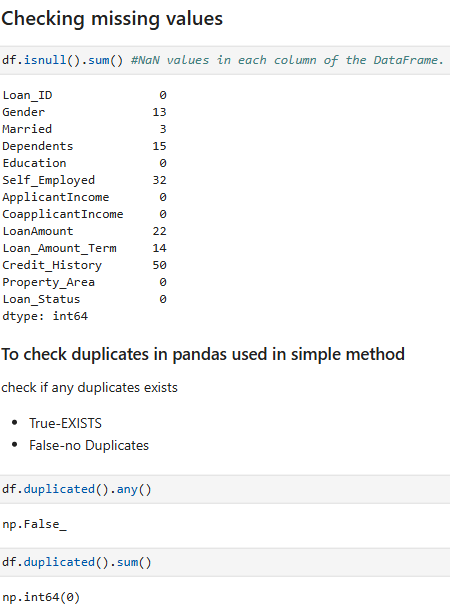 Checking missing values
df.isnull().sum() #NaN values in each column of the DataFrame.
Loan_ID 0
Gender 13
Married 3
Dependents 15
Education 0
Self_Employed 32
ApplicantIncome 0
CoapplicantIncome 0
LoanAmount 22
Loan_Amount_Term 14
Credit_History 50
Property_Area 0
Loan_Status 0
dtype: int64
To check duplicates in pandas used in simple method
check if any duplicates exists
• True-EXISTS
• False-no Duplicates
df.duplicated().any()
np.False_
df.duplicated().sum()
np.int64(0)